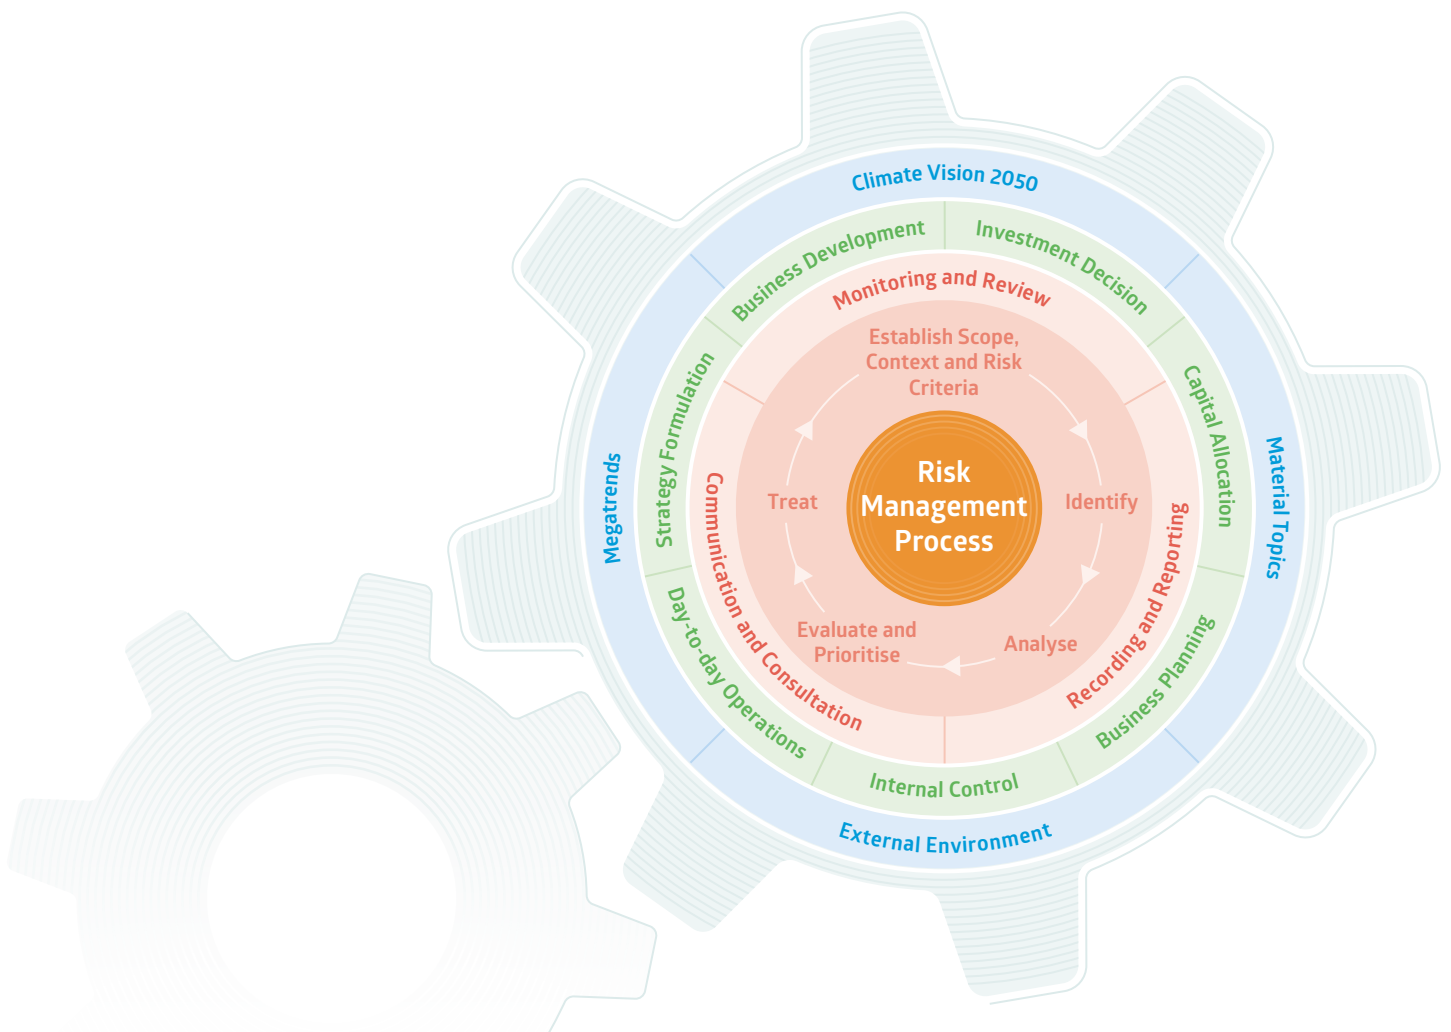 Climate Vision 2050
Business Development
Investment Decision
Monitoring and Review
Establish Scope,
Context and Risk
Criteria
Strategy Formulation
Capital Allocation
Megatrends
Material Topics
Risk
Management
Process
Treat
Identify
Communication and Consultation
Recording and Reporting
Evaluate and
Prioritise
Analyse
Day-to-day Operations
Business Planning
Internal Control
External Environment